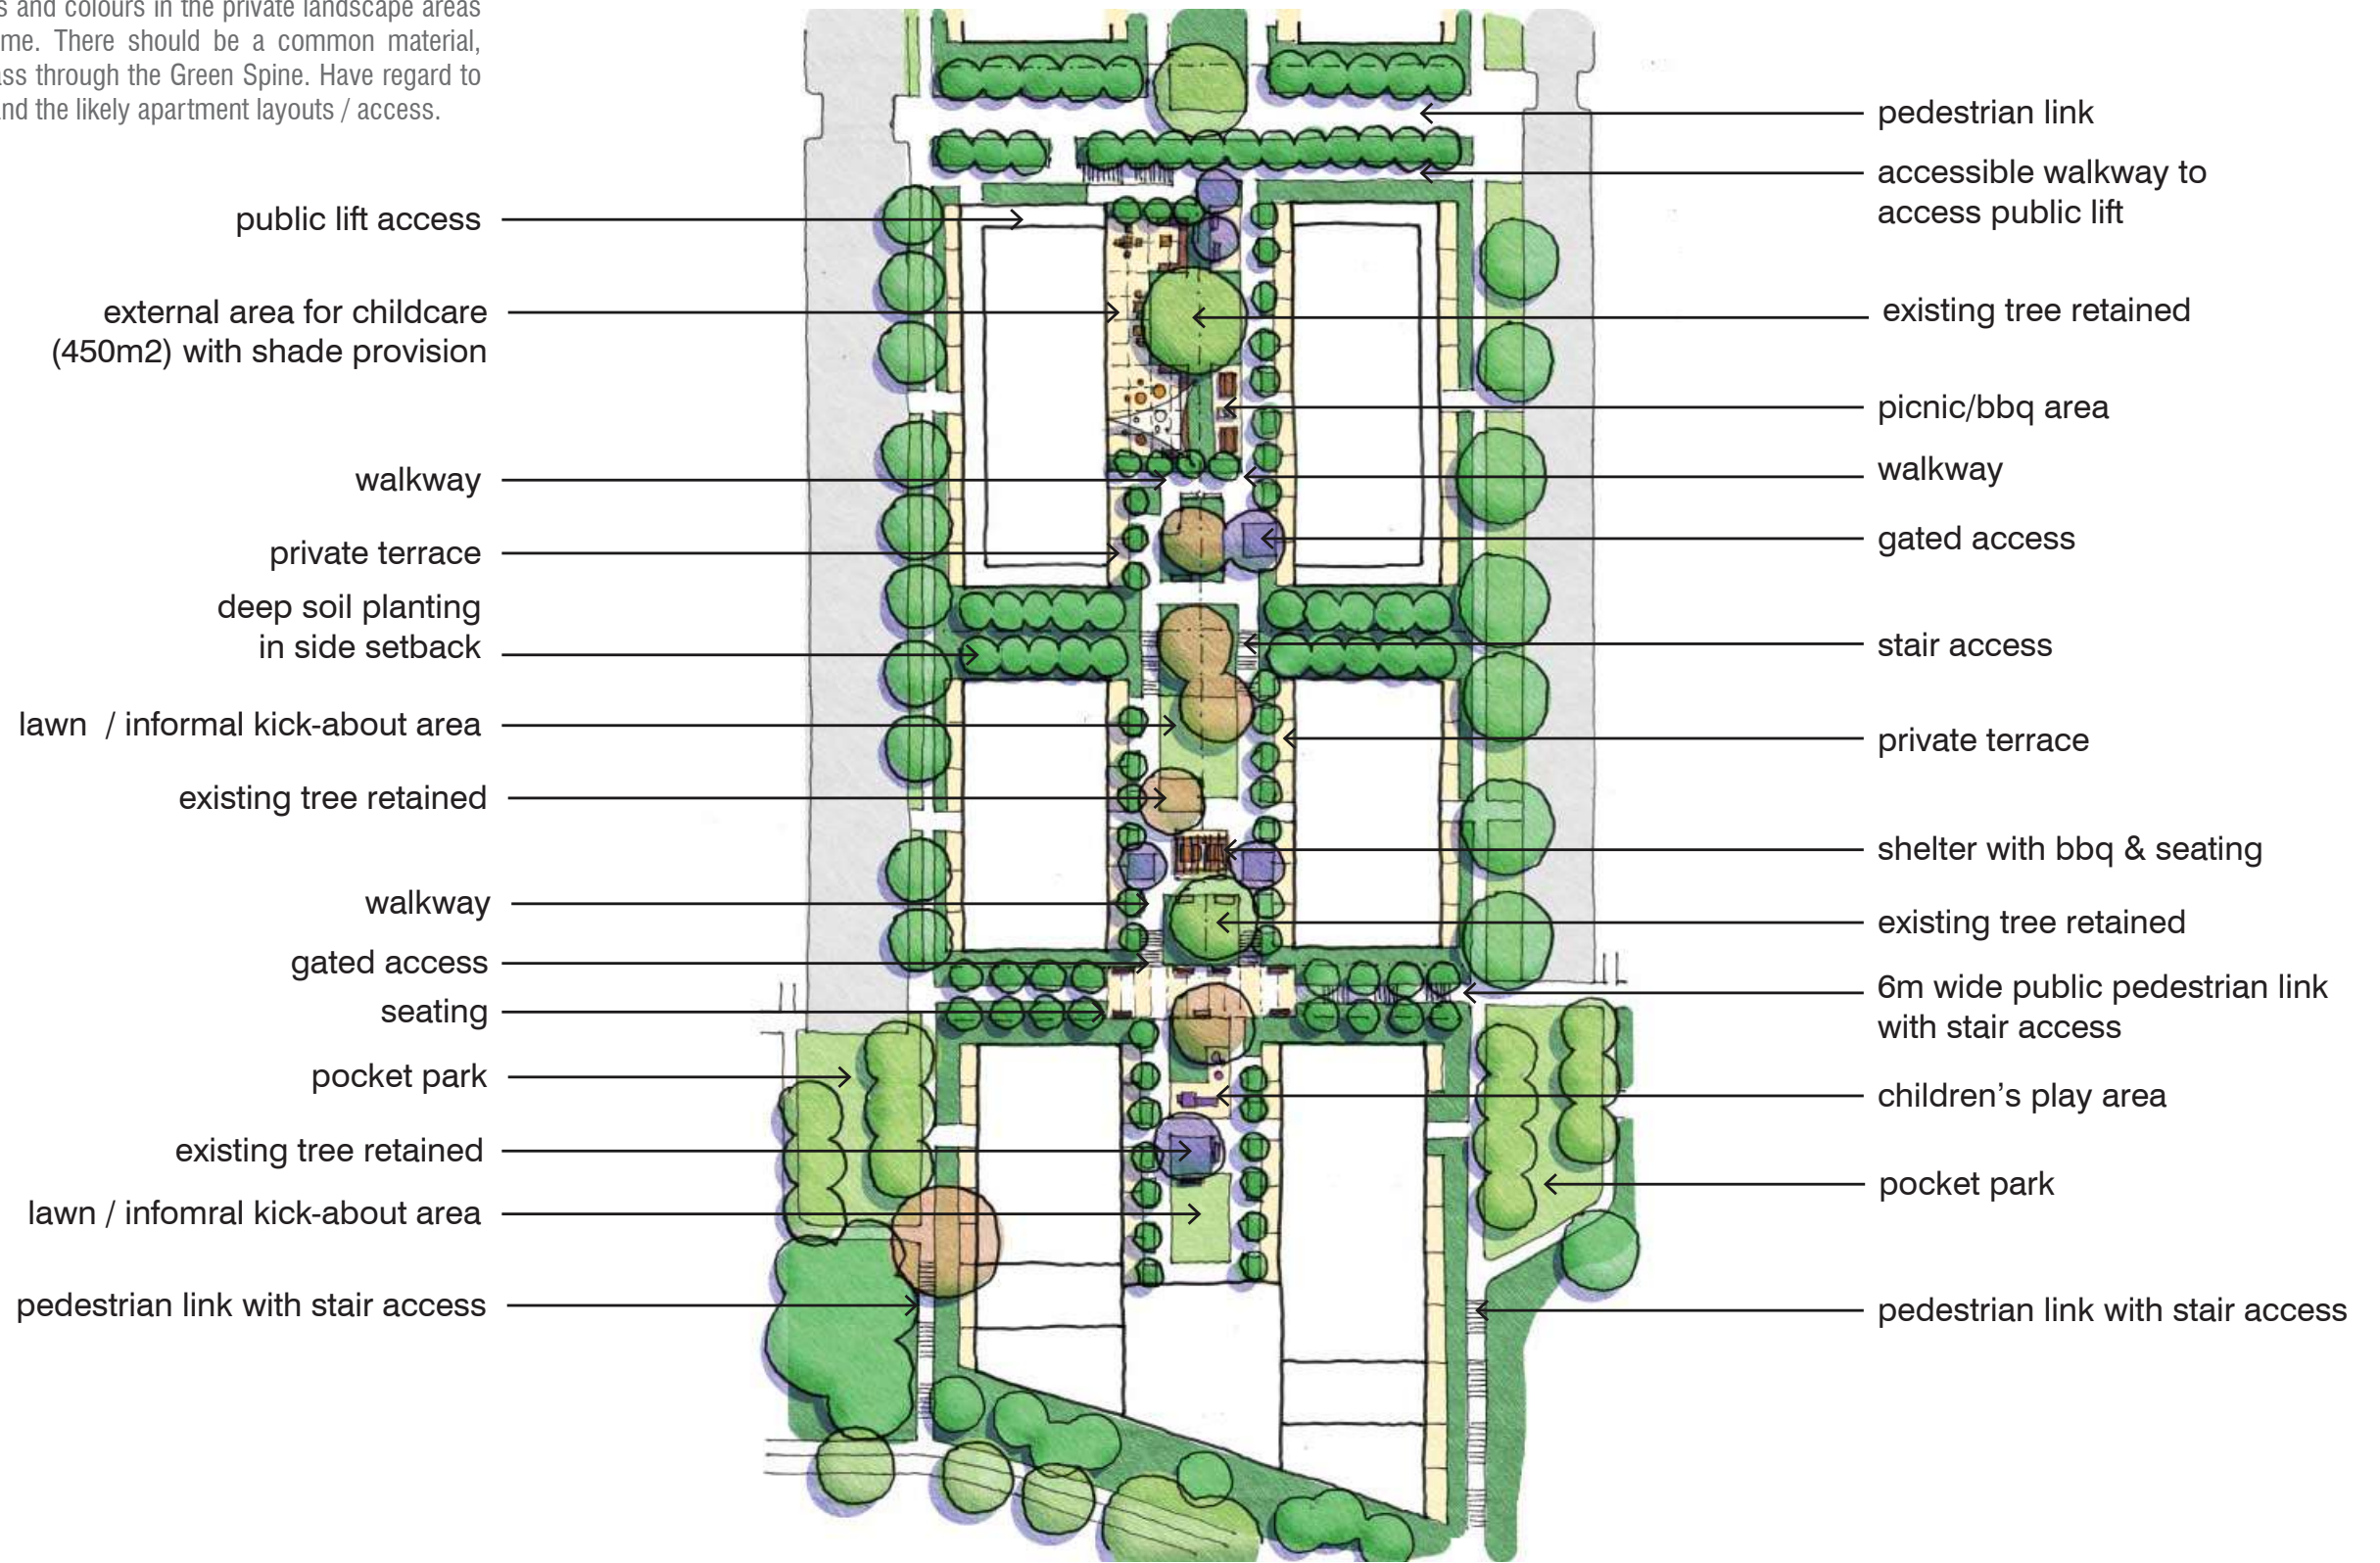 s and colours in the private landscape areas
me. There should be a common material,
ass through the Green Spine. Have regard to
nd the likely apartment layouts / access.
public lift access
external area for childcare
(450m2) with shade provision
walkway
private terrace
deep soil planting
in side setback
lawn / informal kick-about area
existing tree retained
walkway
gated access
seating
pocket park
existing tree retained
lawn / infomral kick-about area
pedestrian link with stair access
pedestrian link
accessible walkway to
access public lift
existing tree retained
picnic/bbq area
walkway
gated access
stair access
private terrace
shelter with bbq & seating
existing tree retained
6m wide public pedestrian link
with stair access
children's play area
pocket park
pedestrian link with stair access